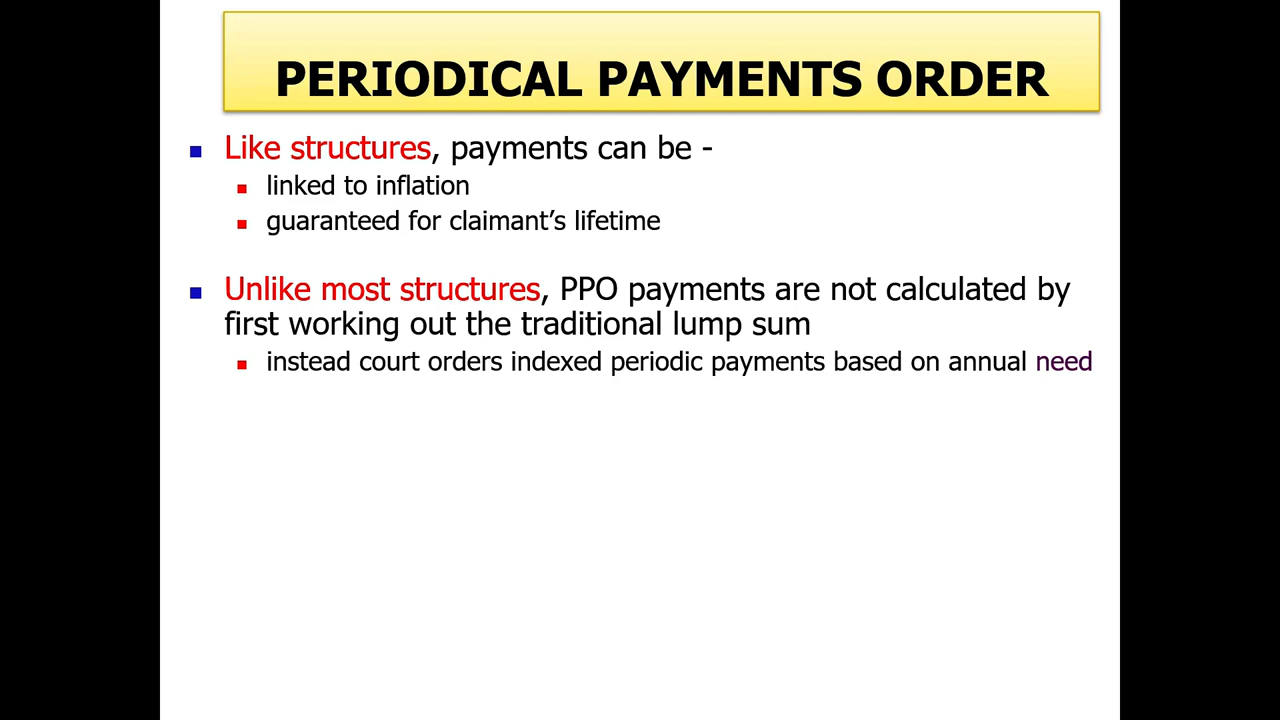 PERIODICAL PAYMENTS ORDER
Like structures, payments can be -
linked to inflation
guaranteed for claimant’s lifetime
Unlike most structures, PPO payments are not calculated by
first working out the traditional lump sum
instead court orders indexed periodic payments based on annual need